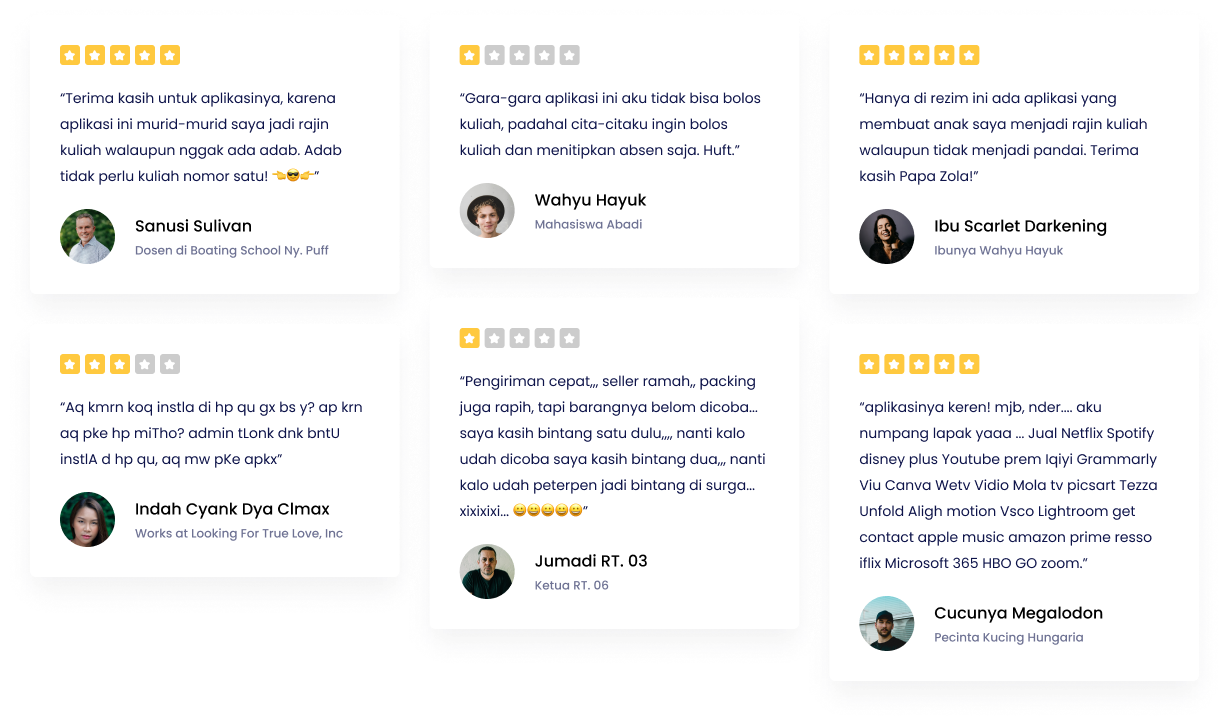 “Terima kasih untuk aplikasinya, karena
aplikasi ini murid-murid saya jadi rajin
kuliah walaupun nggak ada adab. Adab
tidak perlu kuliah nomor satu! 👈😎👉”
Sanusi Sulivan
Dosen di Boating School Ny. Puff
“Aq kmrn koq instla di hp qu gx bs y? ap krn
aq pke hp miTho? admin tLonk dnk bntU
instlA d hp qu, aq mw pKe apkx”
Indah Cyank Dya Clmax
Works at Looking For True Love, Inc
“Gara-gara aplikasi ini aku tidak bisa bolos
kuliah, padahal cita-citaku ingin bolos
kuliah dan menitipkan absen saja. Huft.”
Wahyu Hayuk
Mahasiswa Abadi
“Pengiriman cepat,,, seller ramah,, packing
juga rapih, tapi barangnya belom dicoba...
saya kasih bintang satu dulu,,,, nanti kalo
udah dicoba saya kasih bintang dua,,, nanti
kalo udah peterpen jadi bintang di surga...
xixixixi... 😀😀😀😀😀”
Jumadi RT. 03
Ketua RT. 06
“Hanya di rezim ini ada aplikasi yang
membuat anak saya menjadi rajin kuliah
walaupun tidak menjadi pandai. Terima
kasih Papa Zola!”
Ibu Scarlet Darkening
Ibunya Wahyu Hayuk
“aplikasinya keren! mjb, nder.... aku
numpang lapak yaaa ... Jual Netflix Spotify
disney plus Youtube prem Iqiyi Grammarly
Viu Canva Wetv Vidio Mola tv picsart Tezza
Unfold Aligh motion Vsco Lightroom get
contact apple music amazon prime resso
iflix Microsoft 365 HBO GO zoom.”
Cucunya Megalodon
Pecinta Kucing Hungaria